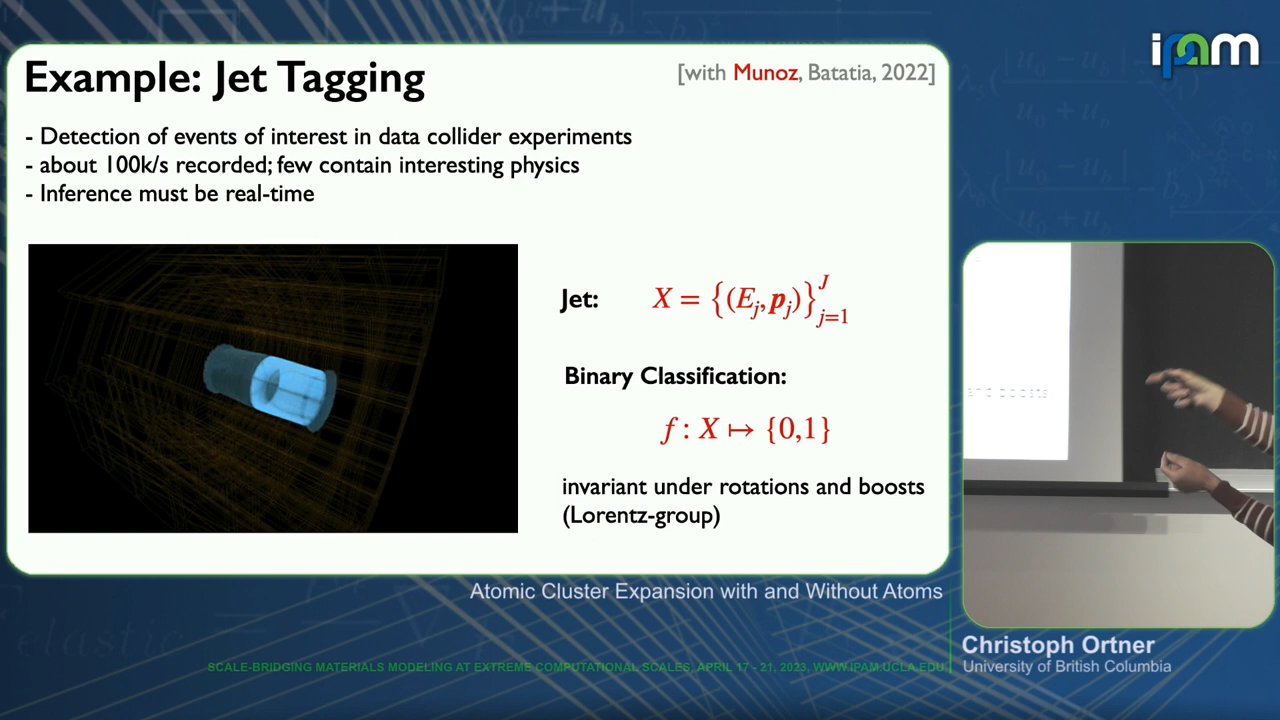 Example: Jet Tagging
[with Munoz, Batatia, 2022]
- Detection of events of interest in data collider experiments
- about 100k/s recorded; few contain interesting physics
- Inference must be real-time
Jet: X = {(E_j, p_j)}_{j=1}^J
Binary Classification:
f : X ↦ {0,1}
invariant under rotations and boosts
(Lorentz-group)
ipam
Atomic Cluster Expansion with and Without Atoms
Christoph Ortner
University of British Columbia
SCALE-BRIDGING MATERIALS MODELING AT EXTREME COMPUTATIONAL SCALES, APRIL 17 - 21, 2023, WWW.IPAM.UCLA.EDU
elastic